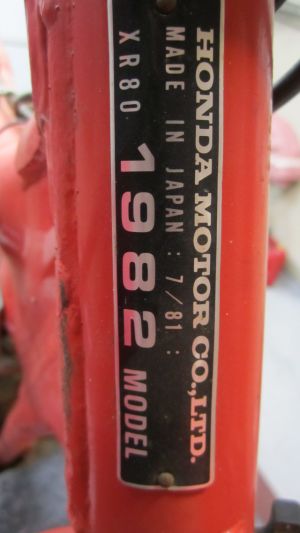 HONDA MOTOR CO.,LTD.
MADE IN JAPAN : 7/81 :
XR80 1982 MODEL